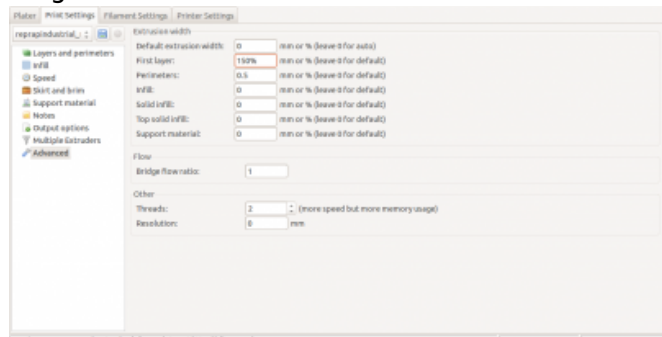 Plater Print Settings Filament Settings Printer Settings
reprapindustrial_
Layers and perimeters
Infill
Speed
Skirt and brim
Support material
Notes
Output options
Multiple Extruders
Advanced
Extrusion width
Default extrusion width: 0 mm or % (leave 0 for auto)
First layer: 150% mm or % (leave 0 for default)
Perimeters: 0.5 mm or % (leave 0 for default)
Infill: 0 mm or % (leave 0 for default)
Solid infill: 0 mm or % (leave 0 for default)
Top solid infill: 0 mm or % (leave 0 for default)
Support material: 0 mm or % (leave 0 for default)
Flow
Bridge flow ratio: 1
Other
Threads: 2 (more speed but more memory usage)
Resolution: 0 mm